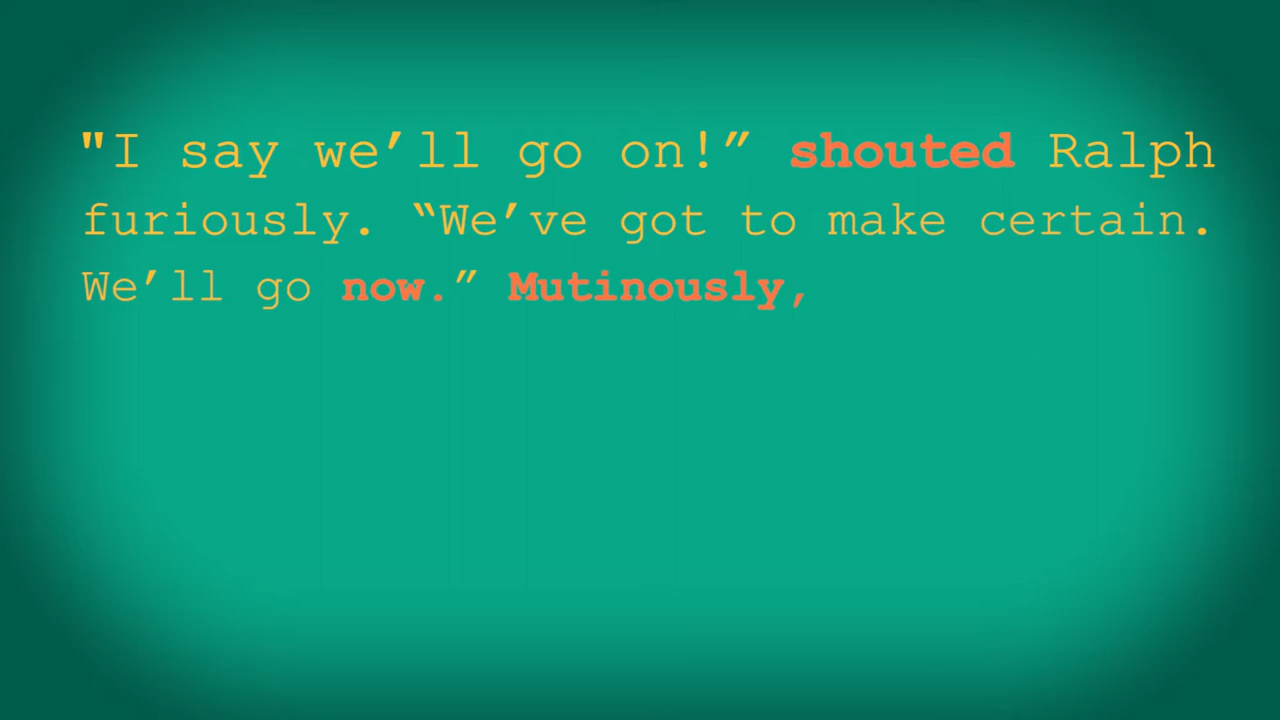 "I say we’ll go on!” shouted Ralph
furiously. “We’ve got to make certain.
We’ll go now.” Mutinously,